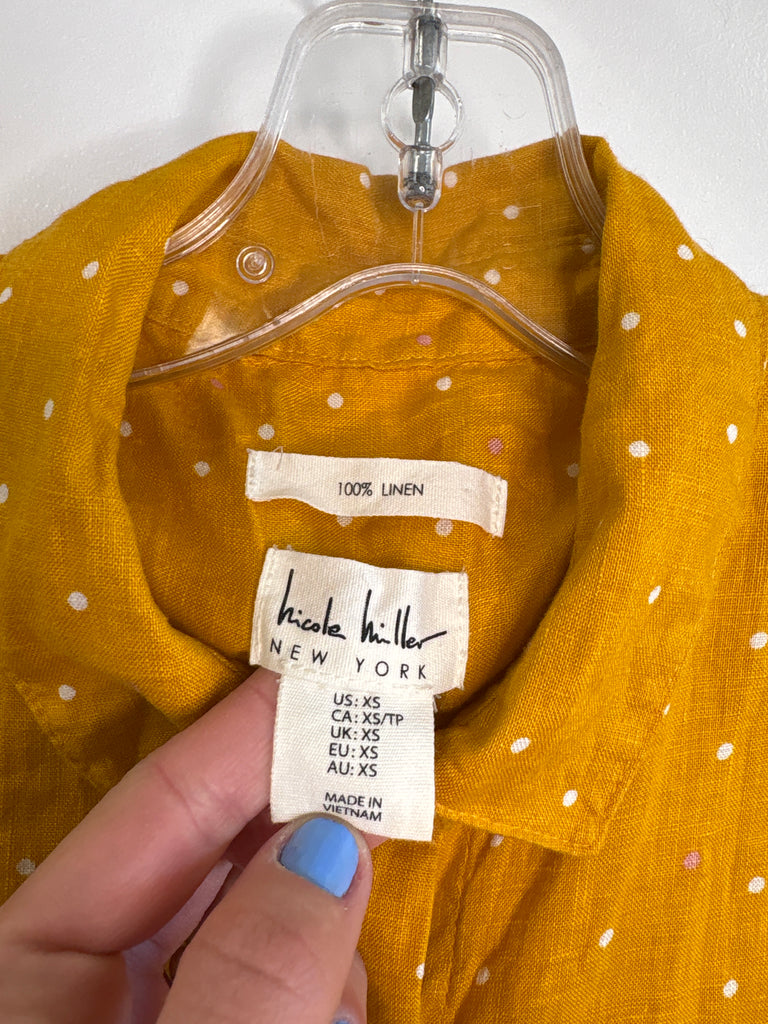 100% LINEN
nicole miller
NEW YORK
US: XS
CA: XS/TP
UK: XS
EU: XS
AU: XS
MADE IN
VIETNAM